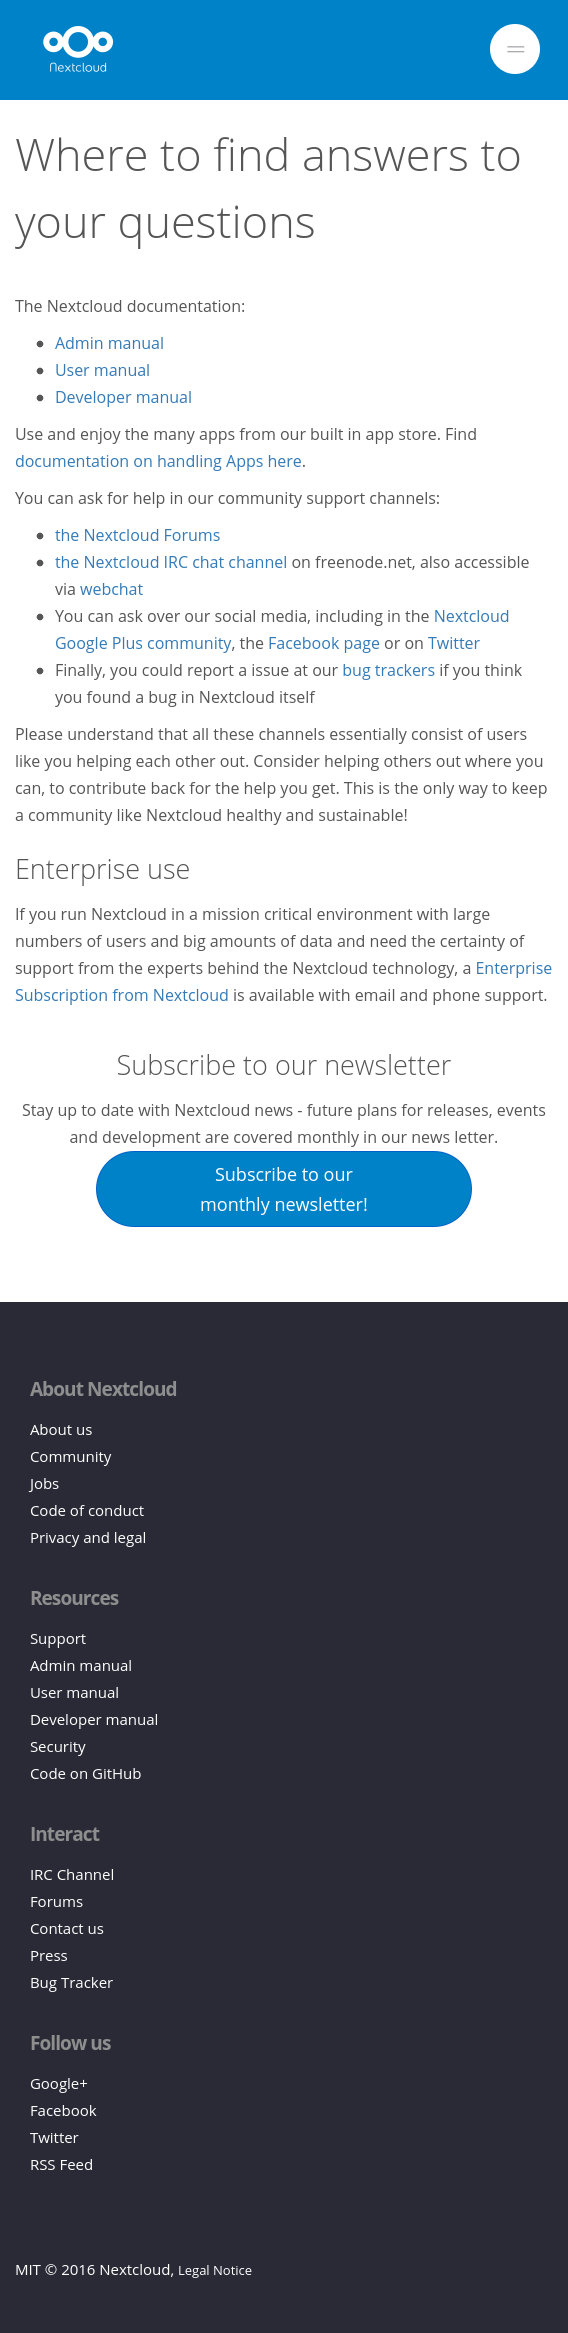 Nextcloud
Where to find answers to
your questions
The Nextcloud documentation:
Admin manual
User manual
Developer manual
Use and enjoy the many apps from our built in app store. Find
documentation on handling Apps here.
You can ask for help in our community support channels:
the Nextcloud Forums
the Nextcloud IRC chat channel on freenode.net, also accessible
via webchat
You can ask over our social media, including in the Nextcloud
Google Plus community, the Facebook page or on Twitter
Finally, you could report a issue at our bug trackers if you think
you found a bug in Nextcloud itself
Please understand that all these channels essentially consist of users
like you helping each other out. Consider helping others out where you
can, to contribute back for the help you get. This is the only way to keep
a community like Nextcloud healthy and sustainable!
Enterprise use
If you run Nextcloud in a mission critical environment with large
numbers of users and big amounts of data and need the certainty of
support from the experts behind the Nextcloud technology, a Enterprise
Subscription from Nextcloud is available with email and phone support.
Subscribe to our newsletter
Stay up to date with Nextcloud news - future plans for releases, events
and development are covered monthly in our news letter.
Subscribe to our
monthly newsletter!
About Nextcloud
About us
Community
Jobs
Code of conduct
Privacy and legal
Resources
Support
Admin manual
User manual
Developer manual
Security
Code on GitHub
Interact
IRC Channel
Forums
Contact us
Press
Bug Tracker
Follow us
Google+
Facebook
Twitter
RSS Feed
MIT © 2016 Nextcloud, Legal Notice